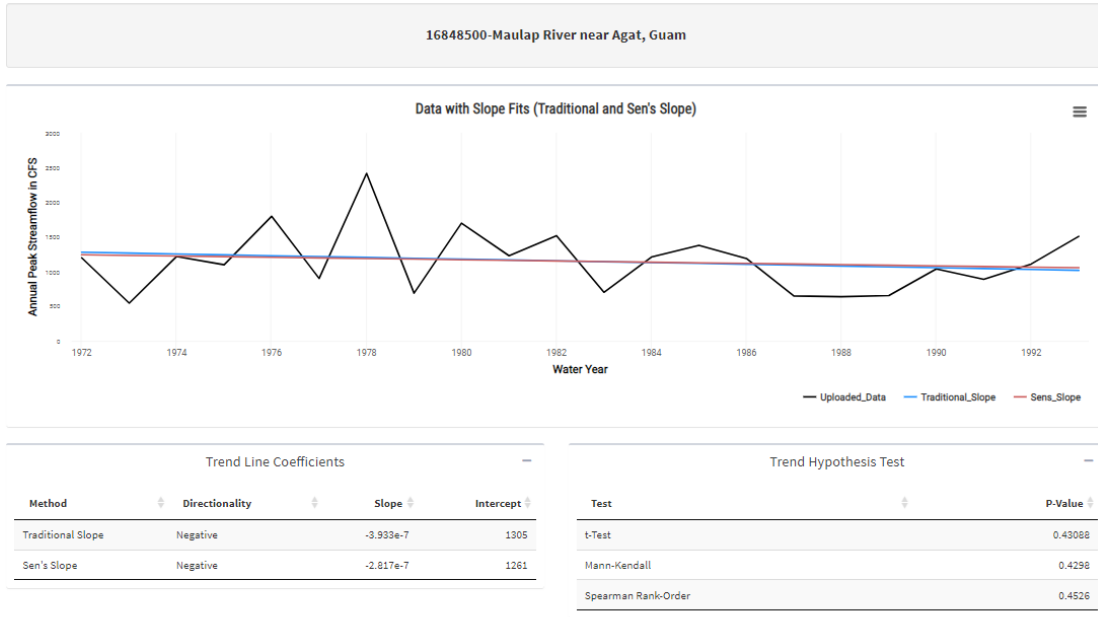 16848500-Maulap River near Agat, Guam
Data with Slope Fits (Traditional and Sen's Slope)
Annual Peak Streamflow in CFS
3000
2500
2000
1500
1000
500
0
1972 1974 1976 1978 1980 1982 1984 1986 1988 1990 1992
Water Year
Uploaded_Data Traditional_Slope Sens_Slope
Trend Line Coefficients
Method Directionality Slope Intercept
Traditional Slope Negative -3.933e-7 1305
Sen's Slope Negative -2.817e-7 1261
Trend Hypothesis Test
Test P-Value
t-Test 0.43088
Mann-Kendall 0.4298
Spearman Rank-Order 0.4526